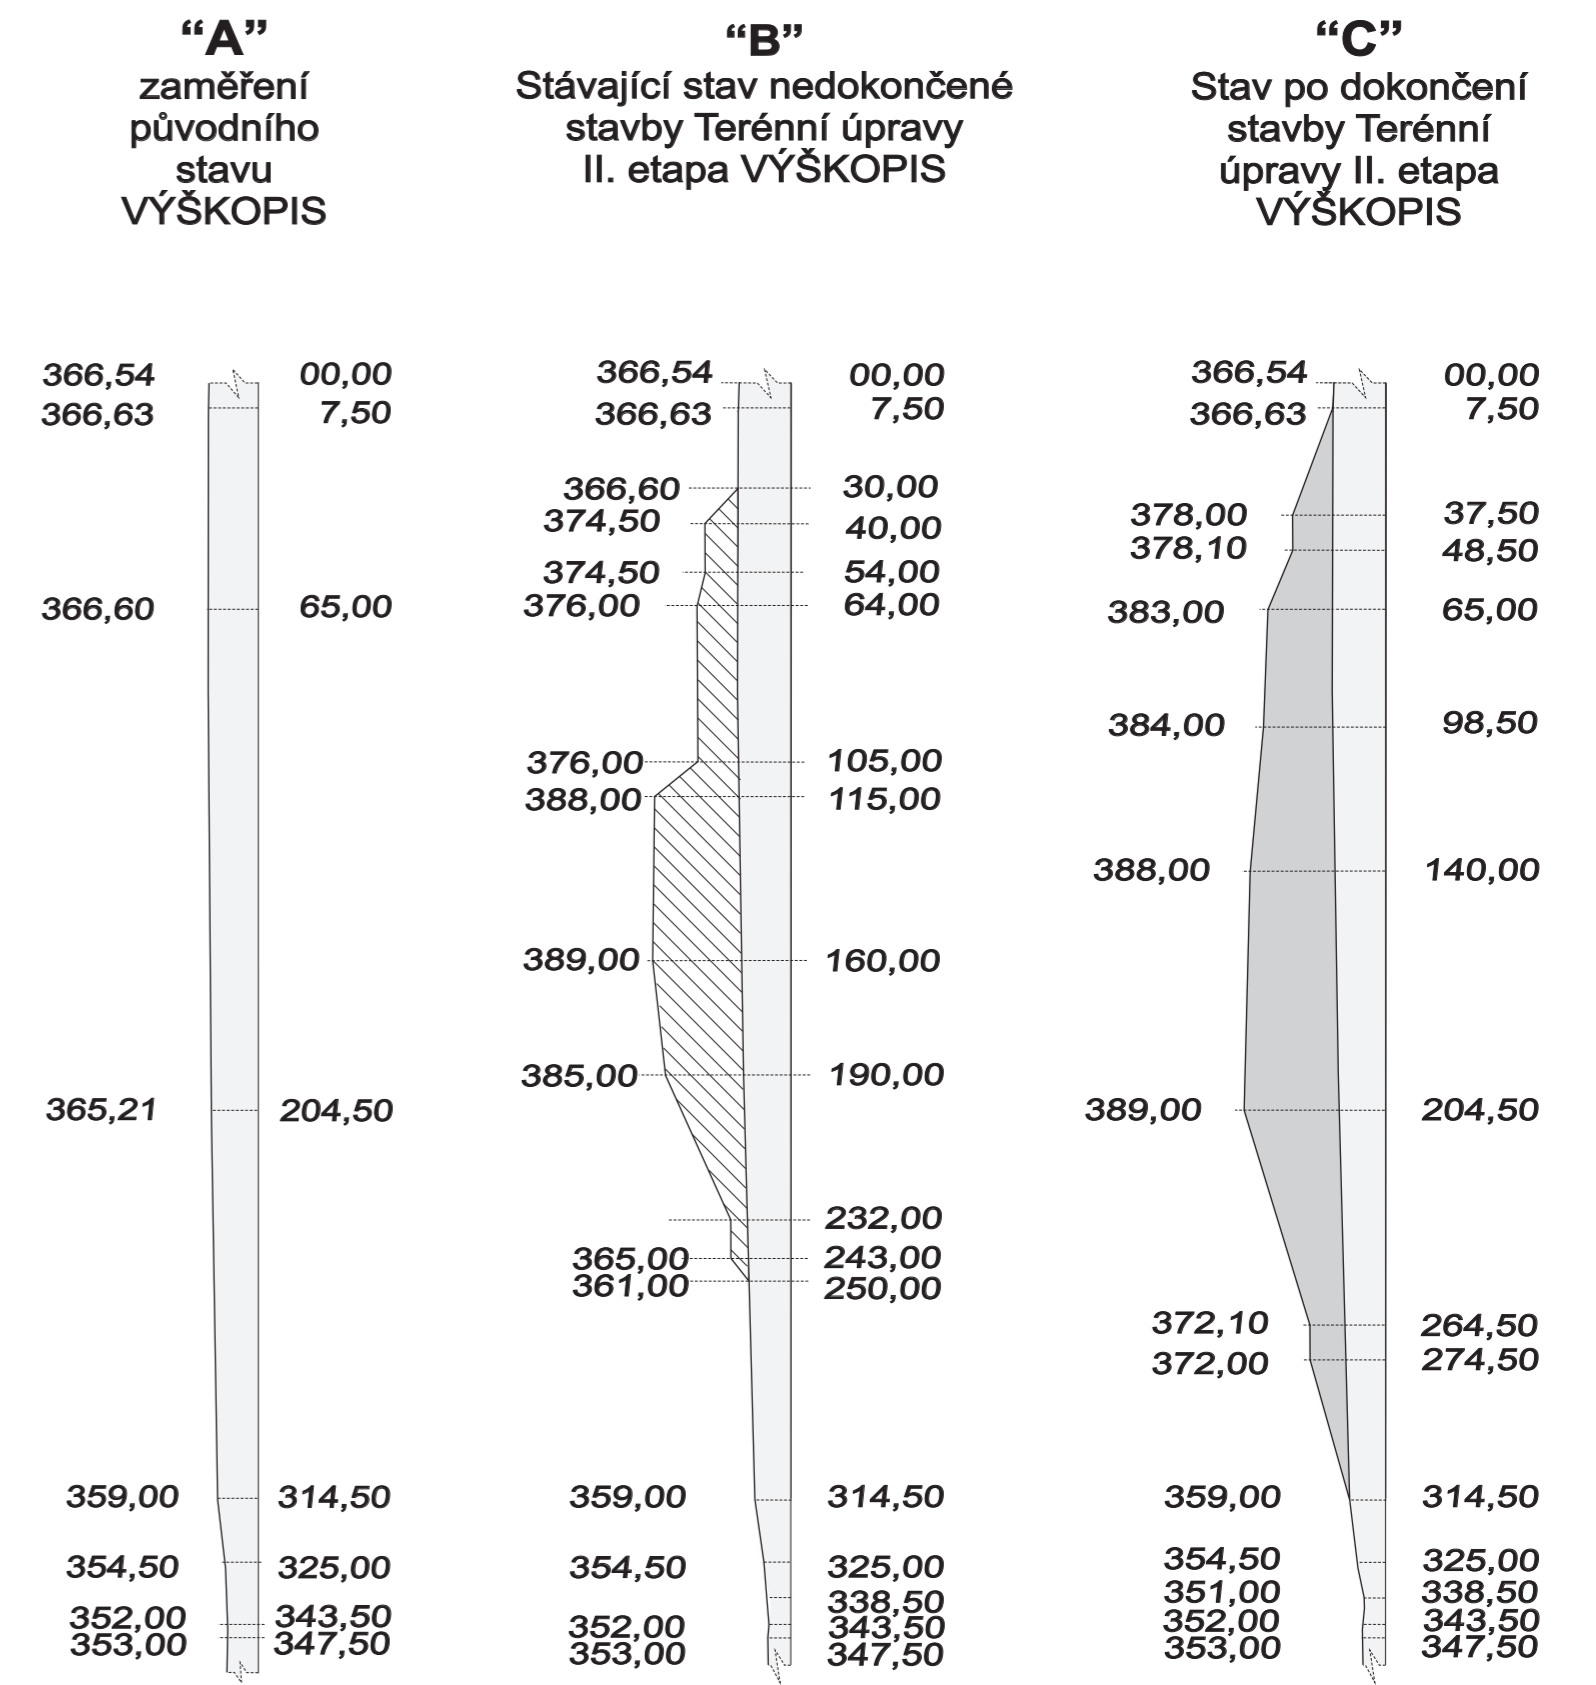 “A”
zaměření
původního
stavu
VÝŠKOPIS
366,54 00,00
366,63 7,50
366,60 65,00
365,21 204,50
359,00 314,50
354,50 325,00
352,00 343,50
353,00 347,50
“B”
Stávající stav nedokončené
stavby Terénní úpravy
II. etapa VÝŠKOPIS
366,54 00,00
366,63 7,50
366,60 30,00
374,50 40,00
374,50 54,00
376,00 64,00
376,00 105,00
388,00 115,00
389,00 160,00
385,00 190,00
232,00
365,00 243,00
361,00 250,00
359,00 314,50
354,50 325,00
338,50
352,00 343,50
353,00 347,50
“C”
Stav po dokončení
stavby Terénní
úpravy II. etapa
VÝŠKOPIS
366,54 00,00
366,63 7,50
378,00 37,50
378,10 48,50
383,00 65,00
384,00 98,50
388,00 140,00
389,00 204,50
372,10 264,50
372,00 274,50
359,00 314,50
354,50 325,00
351,00 338,50
352,00 343,50
353,00 347,50